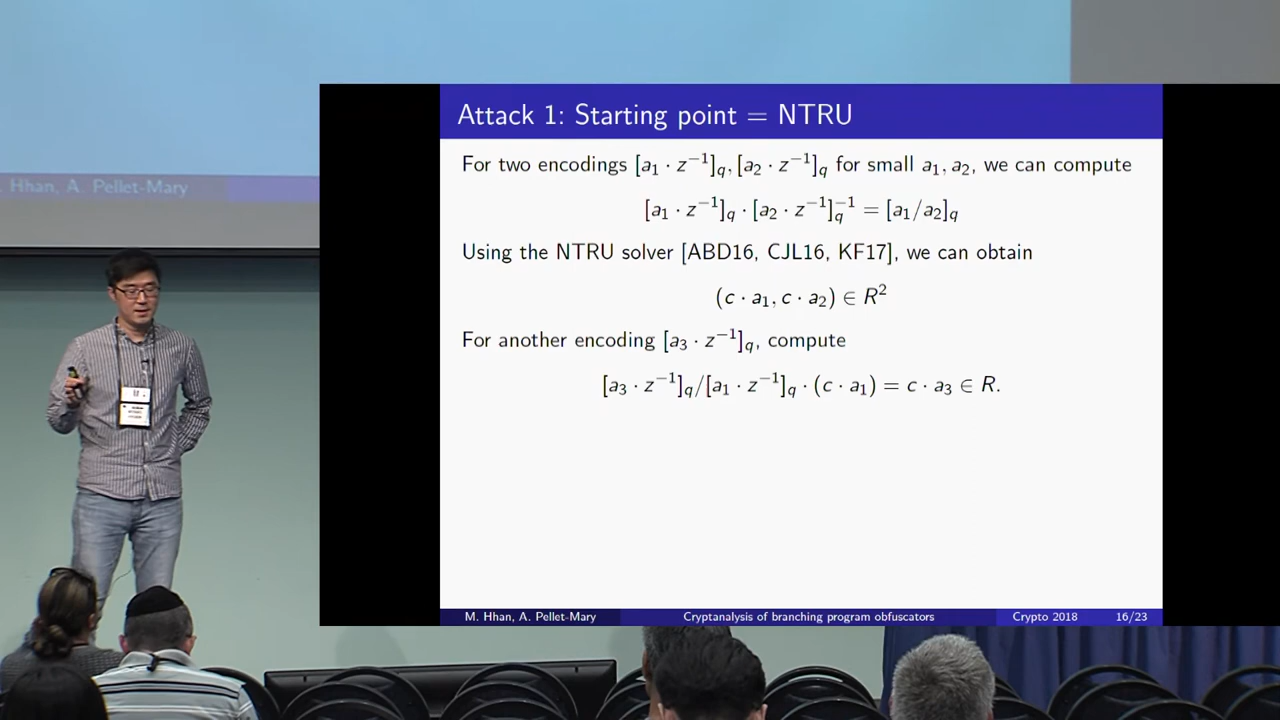 . Hhan, A. Pellet-Mary
Attack 1: Starting point = NTRU
For two encodings [a₁ · z⁻¹]_q, [a₂ · z⁻¹]_q for small a₁, a₂, we can compute
[a₁ · z⁻¹]_q · [a₂ · z⁻¹]_q⁻¹ = [a₁/a₂]_q
Using the NTRU solver [ABD16, CJL16, KF17], we can obtain
(c · a₁, c · a₂) ∈ R²
For another encoding [a₃ · z⁻¹]_q, compute
[a₃ · z⁻¹]_q/[a₁ · z⁻¹]_q · (c · a₁) = c · a₃ ∈ R.
M. Hhan, A. Pellet-Mary Cryptanalysis of branching program obfuscators Crypto 2018 16/23